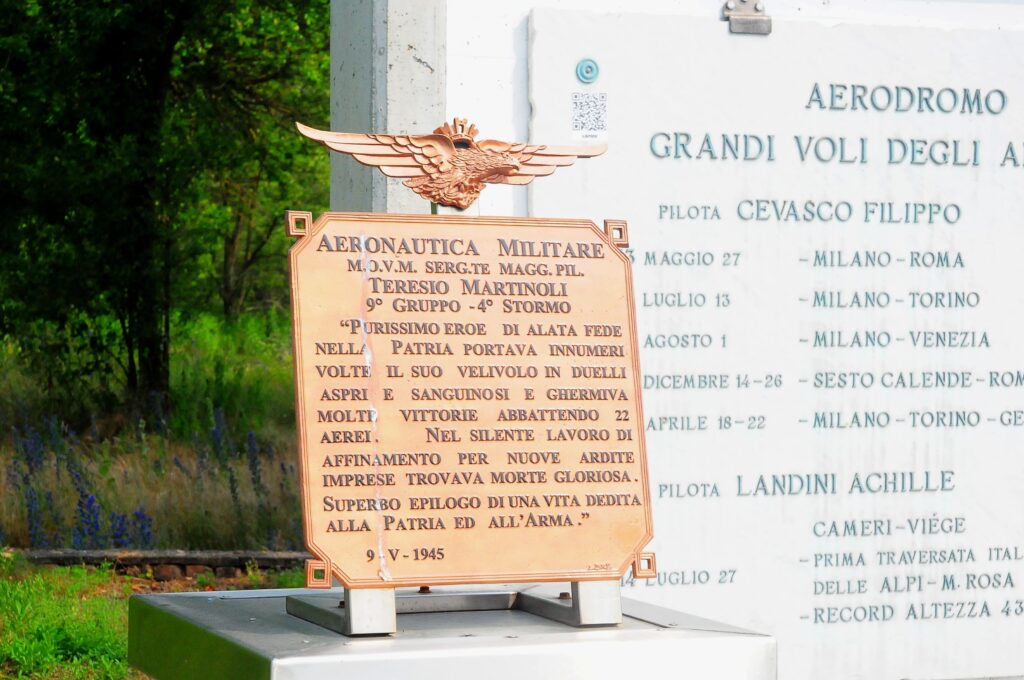 AERONAUTICA MILITARE
M.O.V.M. SERG.TE MAGG. PIL.
TERESIO MARTINOLI
9° GRUPPO - 4° STORMO
“PURISSIMO EROE DI ALATA FEDE
NELLA PATRIA PORTAVA INNUMERI
VOLTE IL SUO VELIVOLO IN DUELLI
ASPRI E SANGUINOSI E GHERMIVA
MOLTE VITTORIE ABBATTENDO 22
AEREI. NEL SILENTE LAVORO DI
AFFINAMENTO PER NUOVE ARDITE
IMPRESE TROVAVA MORTE GLORIOSA.
SUPERBO EPILOGO DI UNA VITA DEDITA
ALLA PATRIA ED ALL'ARMA.”
9 V - 1945
AERODROMO
GRANDI VOLI DEGLI
PILOTA CEVASCO FILIPPO
MAGGIO 27 - MILANO - ROMA
LUGLIO 13 - MILANO - TORINO
AGOSTO 1 - MILANO - VENEZIA
DICEMBRE 14 - 26 - SESTO CALENDE - ROM
APRILE 18 - 22 - MILANO - TORINO - GE
PILOTA LANDINI ACHILLE
CAMERI - VIÉGE
14 LUGLIO 27 - PRIMA TRAVERSATA ITAL
DELLE ALPI - M. ROSA
- RECORD ALTEZZA 43